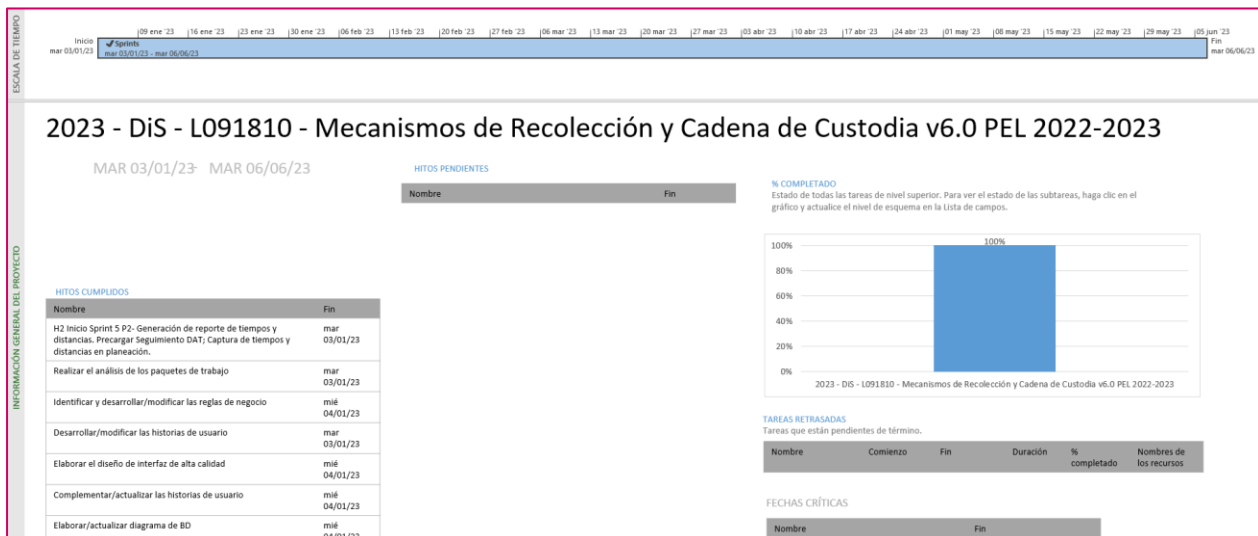 ESCALA DE TIEMPO
09 ene '23 16 ene '23 23 ene '23 30 ene '23 06 feb '23 13 feb '23 20 feb '23 27 feb '23 06 mar '23 13 mar '23 20 mar '23 27 mar '23 03 abr '23 10 abr '23 17 abr '23 24 abr '23 01 may '23 08 may '23 15 may '23 22 may '23 29 may '23 05 jun '23
Inicio
mar 03/01/23
Sprints
mar 03/01/23 - mar 06/06/23
Fin
mar 06/06/23
INFORMACIÓN GENERAL DEL PROYECTO
2023 - DiS - L091810 - Mecanismos de Recolección y Cadena de Custodia v6.0 PEL 2022-2023
MAR 03/01/23- MAR 06/06/23
HITOS CUMPLIDOS
Nombre Fin
H2 Inicio Sprint 5 P2- Generación de reporte de tiempos y mar
distancias. Precargar Seguimiento DAT; Captura de tiempos y 03/01/23
distancias en planeación.
Realizar el análisis de los paquetes de trabajo mar
03/01/23
Identificar y desarrollar/modificar las reglas de negocio mié
04/01/23
Desarrollar/modificar las historias de usuario mar
03/01/23
Elaborar el diseño de interfaz de alta calidad mié
04/01/23
Complementar/actualizar las historias de usuario mié
04/01/23
Elaborar/actualizar diagrama de BD mié
HITOS PENDIENTES
Nombre Fin
% COMPLETADO
Estado de todas las tareas de nivel superior. Para ver el estado de las subtareas, haga clic en el
gráfico y actualice el nivel de esquema en la Lista de campos.
100%
100%
80%
60%
40%
20%
0%
2023 - DiS - L091810 - Mecanismos de Recolección y Cadena de Custodia v6.0 PEL 2022-2023
TAREAS RETRASADAS
Tareas que están pendientes de término.
Nombre Comienzo Fin Duración % Nombres de
completado los recursos
FECHAS CRÍTICAS
Nombre Fin